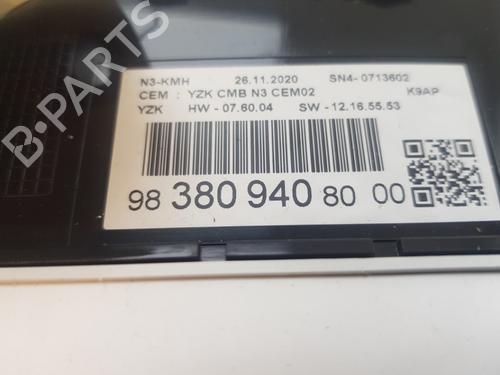 N3-KMH 26.11.2020 SN4- 0713602
CEM : YZK CMB N3 CEM02 K9AP
YZK HW - 07.60.04 SW - 12.16.55.53
98 380 940 80 00
B-PARTS